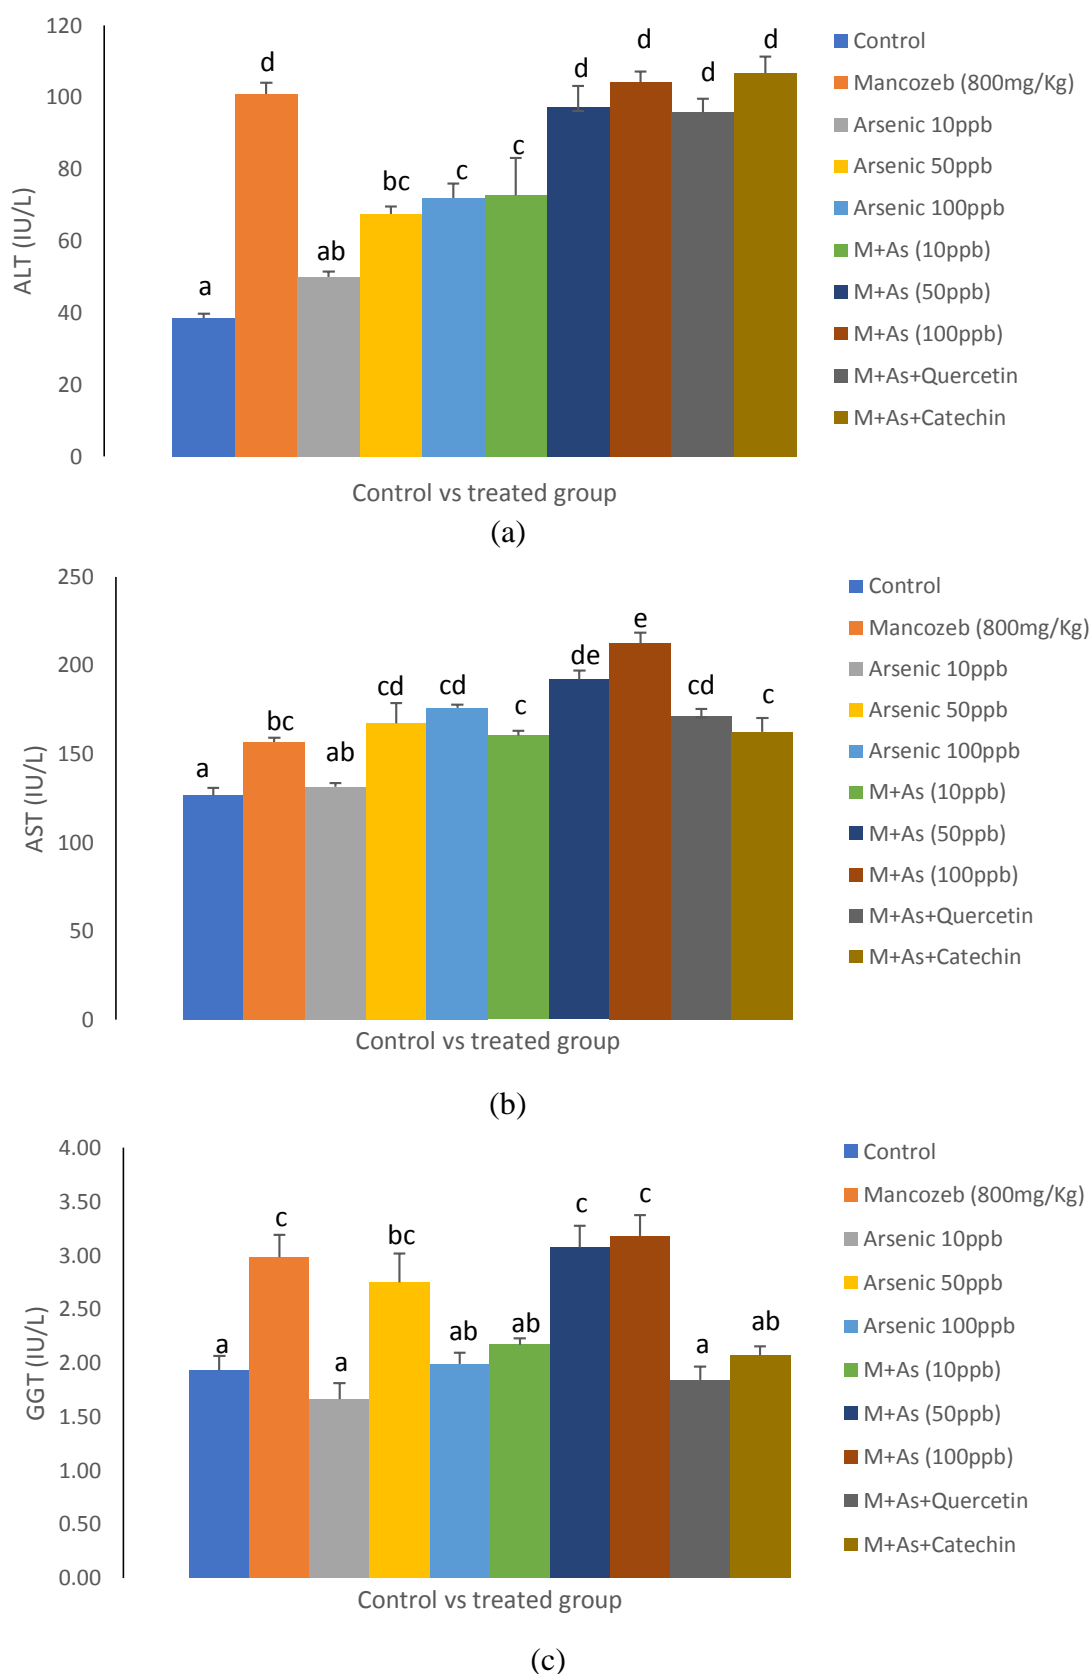 120
100
80
60
40
20
0
ALT (IU/L)
a
d
ab
bc
c
c
d
d
d
d
Control
Mancozeb (800mg/Kg)
Arsenic 10ppb
Arsenic 50ppb
Arsenic 100ppb
M+As (10ppb)
M+As (50ppb)
M+As (100ppb)
M+As+Quercetin
M+As+Catechin
Control vs treated group
(a)
250
200
150
100
50
0
AST (IU/L)
a
bc
ab
cd
cd
c
de
e
cd
c
Control
Mancozeb (800mg/Kg)
Arsenic 10ppb
Arsenic 50ppb
Arsenic 100ppb
M+As (10ppb)
M+As (50ppb)
M+As (100ppb)
M+As+Quercetin
M+As+Catechin
Control vs treated group
(b)
4.00
3.50
3.00
2.50
2.00
1.50
1.00
0.50
0.00
GGT (IU/L)
a
c
a
bc
ab
ab
c
c
a
ab
Control
Mancozeb (800mg/Kg)
Arsenic 10ppb
Arsenic 50ppb
Arsenic 100ppb
M+As (10ppb)
M+As (50ppb)
M+As (100ppb)
M+As+Quercetin
M+As+Catechin
Control vs treated group
(c)